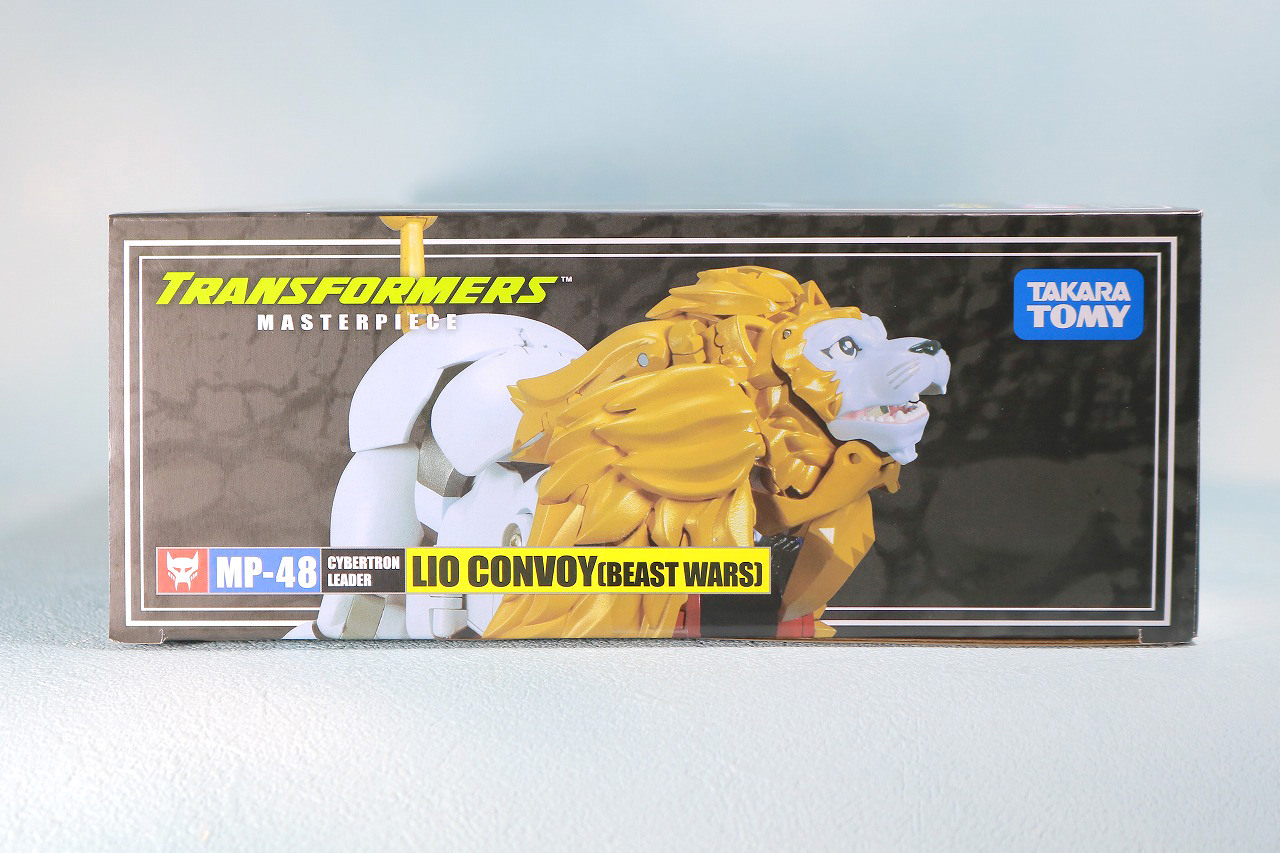 TRANSFORMERS™
MASTERPIECE
TAKARA
TOMY
MP-48
CYBERTRON
LEADER
LIO CONVOY(BEAST WARS)